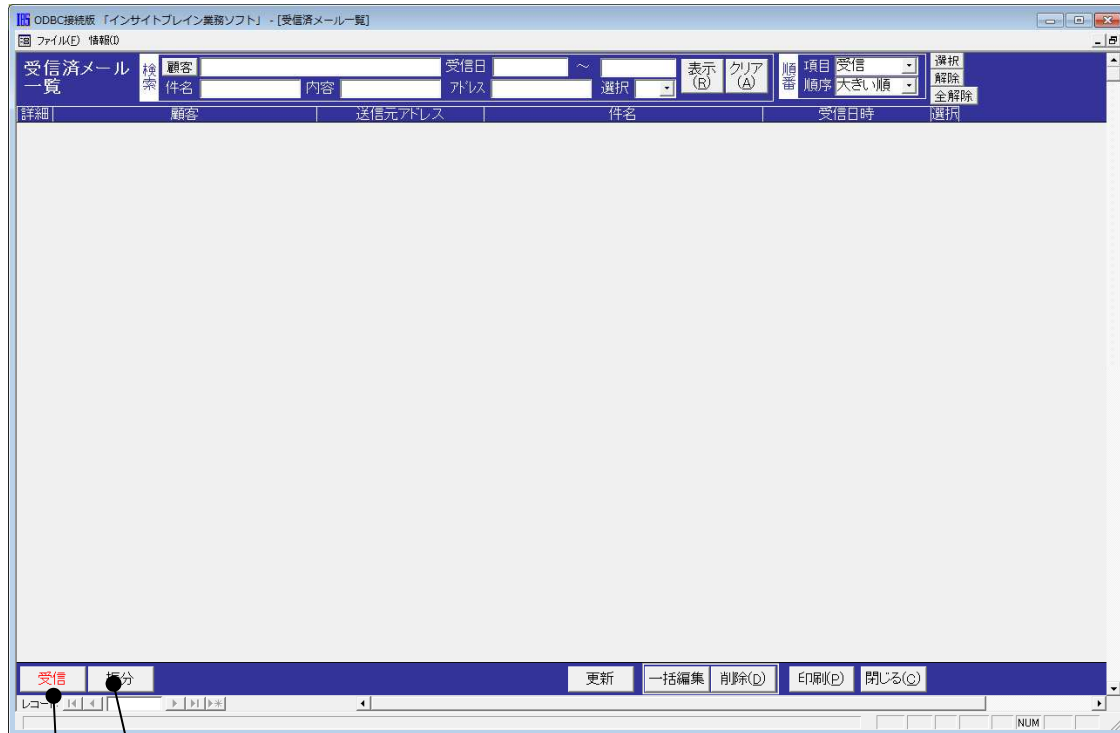 ODBC接続版 「インサイトブレイン業務ソフト」 - [受信済メール一覧]
ファイル(F) 情報(I)
受信済メール一覧
検索 顧客 受信日 ～
件名 内容 アドレス 選択
表示(R) クリア(A)
順番 項目 受信
順序 大きい順
選択
解除
全解除
詳細 顧客 送信元アドレス 件名 受信日時 選択
受信 振分 更新 一括編集 削除(D) 印刷(P) 閉じる(C)
レコード
NUM